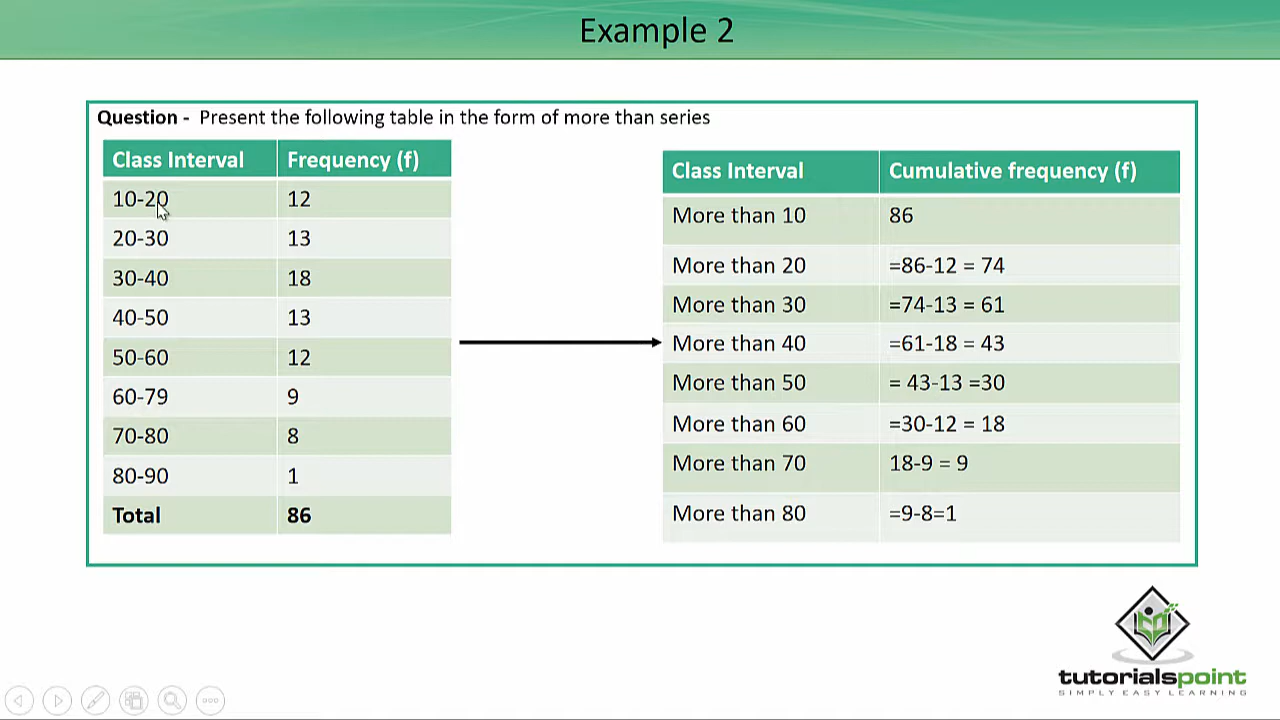 Example 2
Question - Present the following table in the form of more than series
Class Interval Frequency (f)
10-20 12
20-30 13
30-40 18
40-50 13
50-60 12
60-79 9
70-80 8
80-90 1
Total 86
Class Interval Cumulative frequency (f)
More than 10 86
More than 20 =86-12 = 74
More than 30 =74-13 = 61
More than 40 =61-18 = 43
More than 50 = 43-13 =30
More than 60 =30-12 = 18
More than 70 18-9 = 9
More than 80 =9-8=1
tutorialspoint
SIMPLY EASY LEARNING